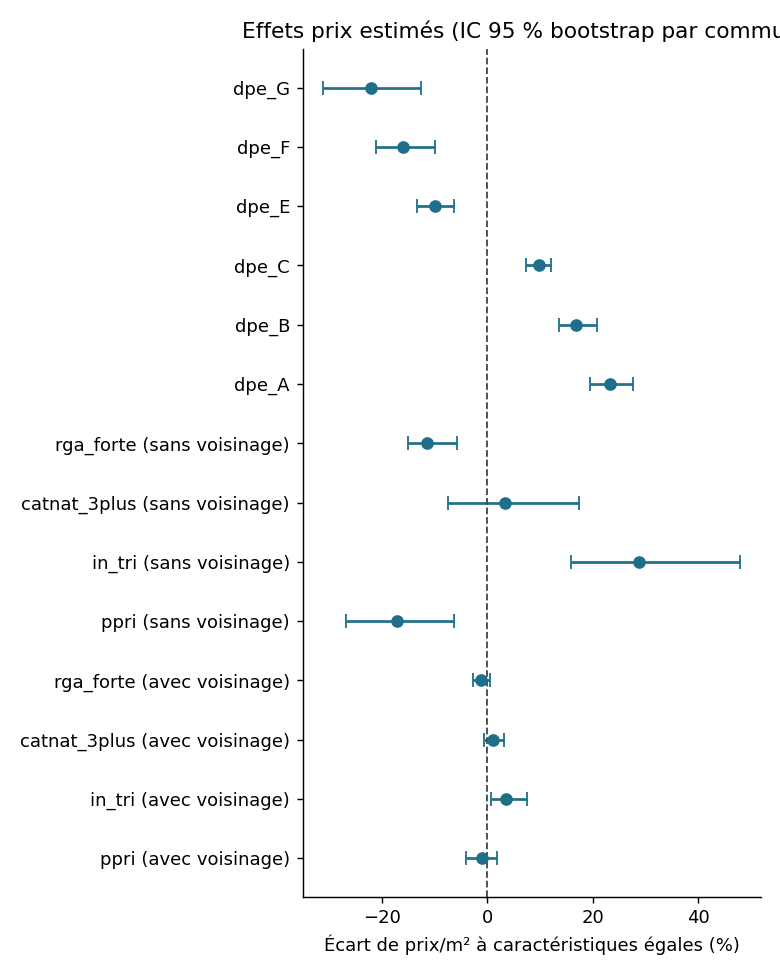 Effets prix estimés (IC 95 % bootstrap par commu
dpe_G
dpe_F
dpe_E
dpe_C
dpe_B
dpe_A
rga_forte (sans voisinage)
catnat_3plus (sans voisinage)
in_tri (sans voisinage)
ppri (sans voisinage)
rga_forte (avec voisinage)
catnat_3plus (avec voisinage)
in_tri (avec voisinage)
ppri (avec voisinage)
−20 0 20 40
Écart de prix/m² à caractéristiques égales (%)